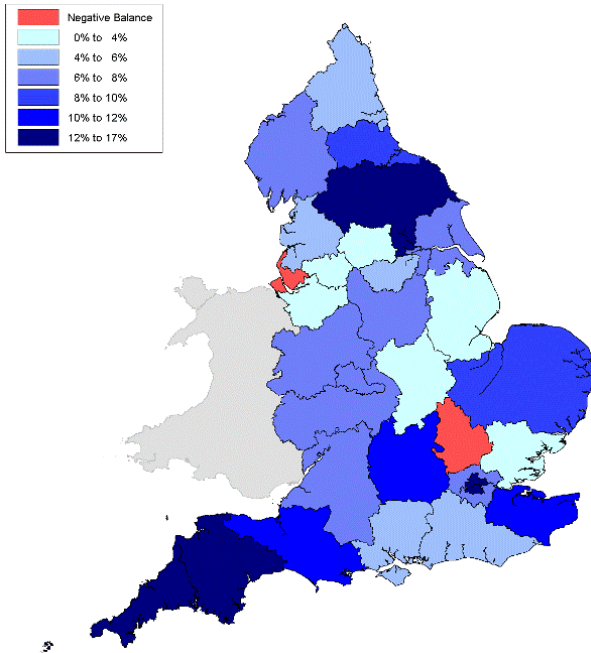 Negative Balance
0% to 4%
4% to 6%
6% to 8%
8% to 10%
10% to 12%
12% to 17%